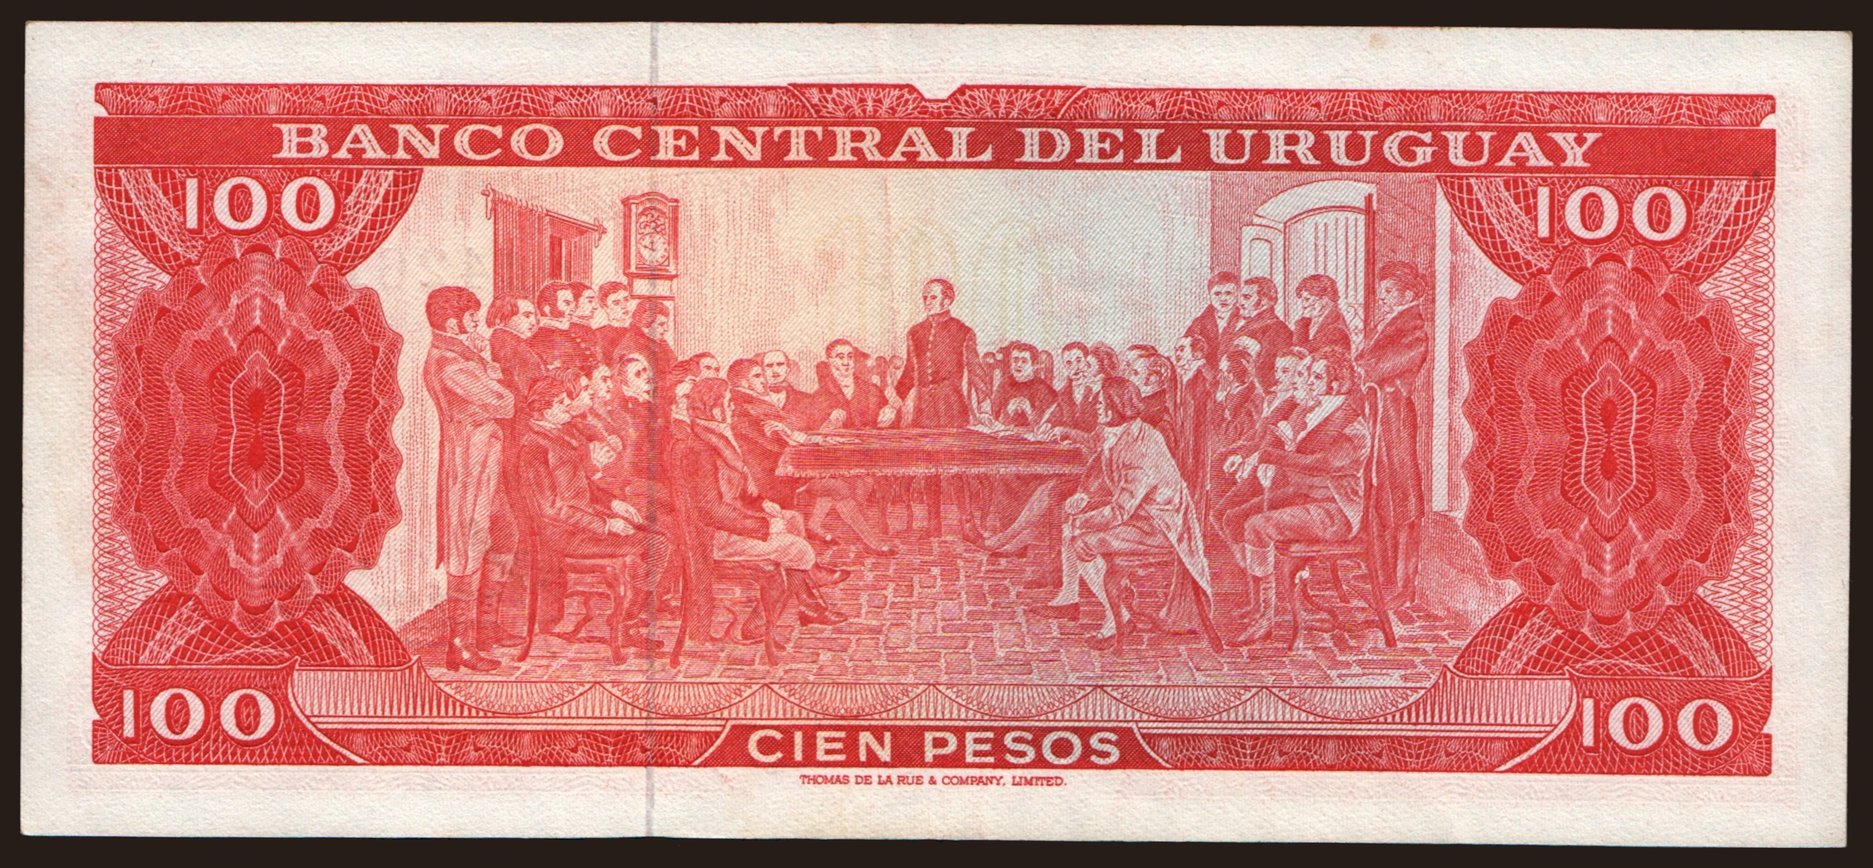 BANCO CENTRAL DEL URUGUAY
100 100
100 100
CIEN PESOS
THOMAS DE LA RUE & COMPANY, LIMITED.